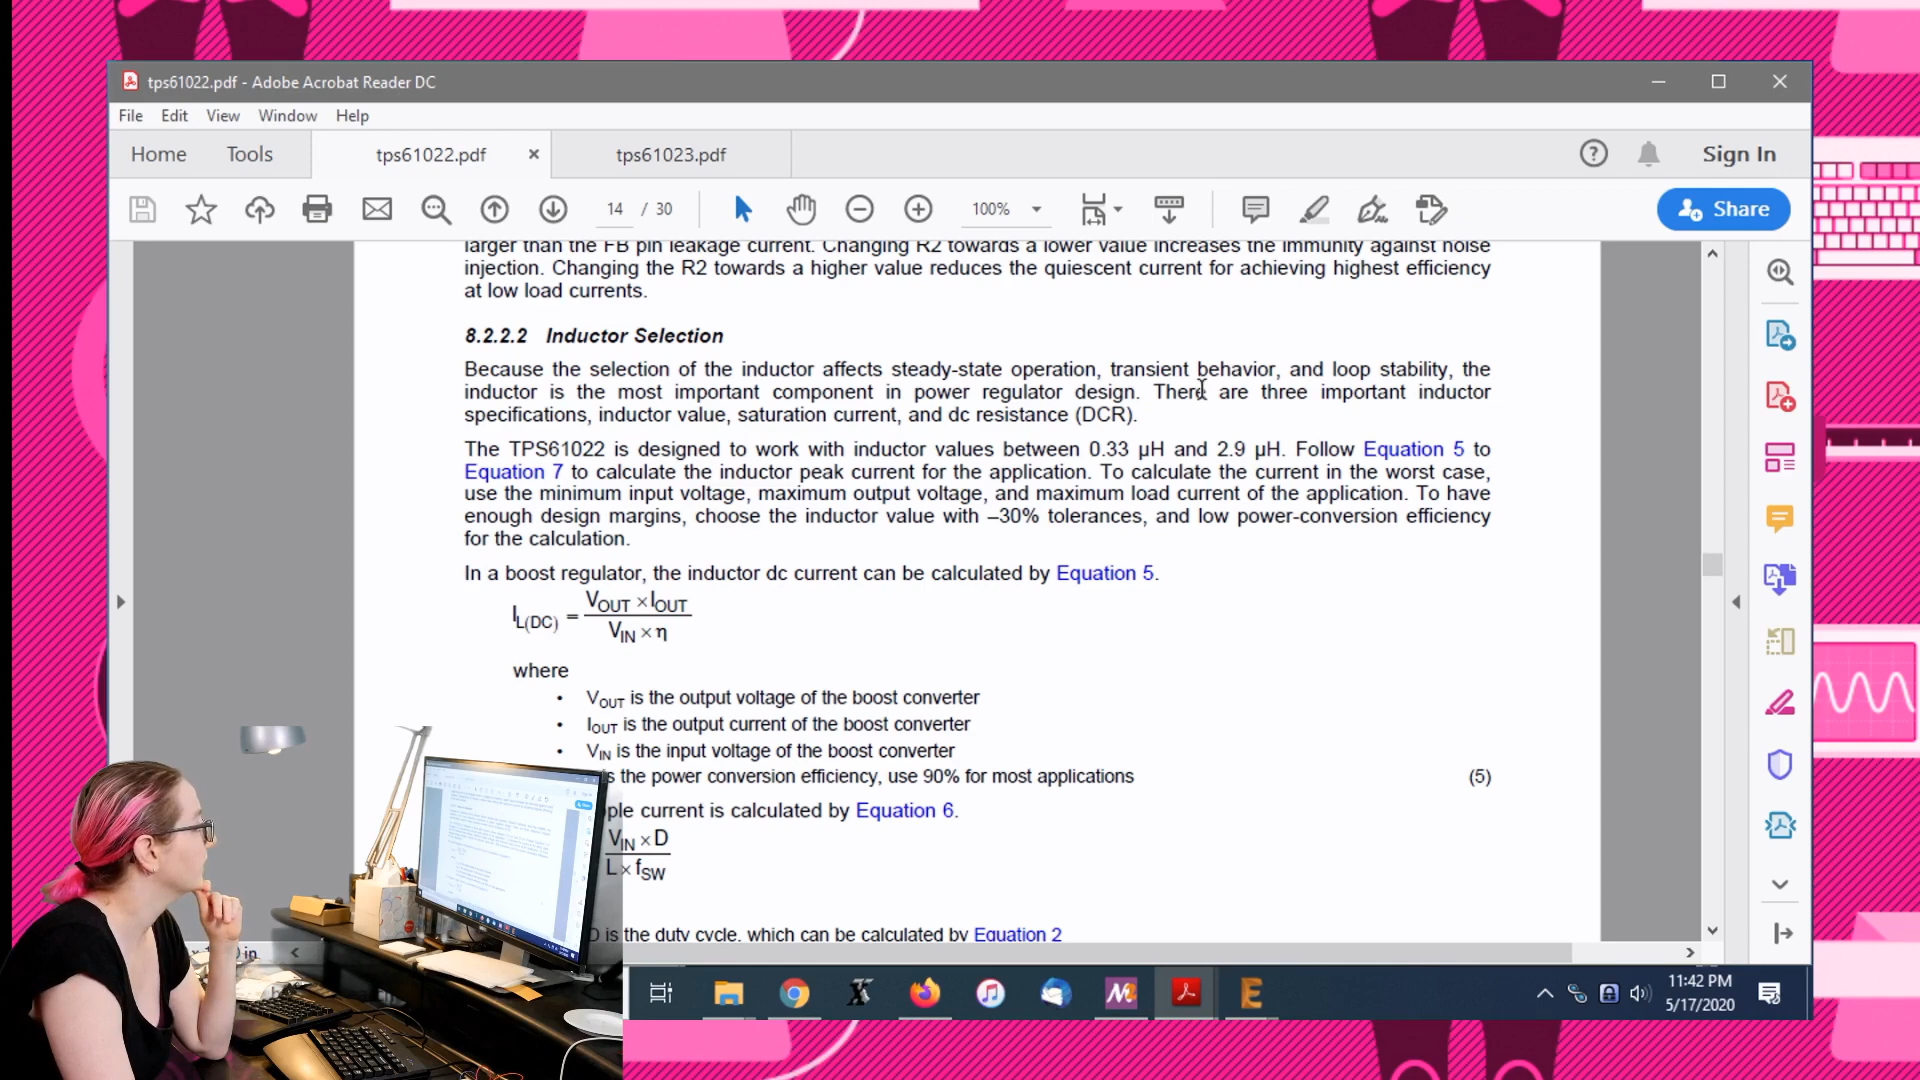 tps61022.pdf - Adobe Acrobat Reader DC
File Edit View Window Help
Home Tools tps61022.pdf × tps61023.pdf Sign In
14 / 30 100% Share
larger than the FB pin leakage current. Changing R2 towards a lower value increases the immunity against noise
injection. Changing the R2 towards a higher value reduces the quiescent current for achieving highest efficiency
at low load currents.
8.2.2.2 Inductor Selection
Because the selection of the inductor affects steady-state operation, transient behavior, and loop stability, the
inductor is the most important component in power regulator design. There are three important inductor
specifications, inductor value, saturation current, and dc resistance (DCR).
The TPS61022 is designed to work with inductor values between 0.33 µH and 2.9 µH. Follow Equation 5 to
Equation 7 to calculate the inductor peak current for the application. To calculate the current in the worst case,
use the minimum input voltage, maximum output voltage, and maximum load current of the application. To have
enough design margins, choose the inductor value with –30% tolerances, and low power-conversion efficiency
for the calculation.
In a boost regulator, the inductor dc current can be calculated by Equation 5.
IL(DC) = VOUT × IOUT
VIN × η
where
• VOUT is the output voltage of the boost converter
• IOUT is the output current of the boost converter
• VIN is the input voltage of the boost converter
is the power conversion efficiency, use 90% for most applications (5)
ple current is calculated by Equation 6.
VIN × D
L × fSW
D is the duty cycle, which can be calculated by Equation 2
in
11:42 PM
5/17/2020